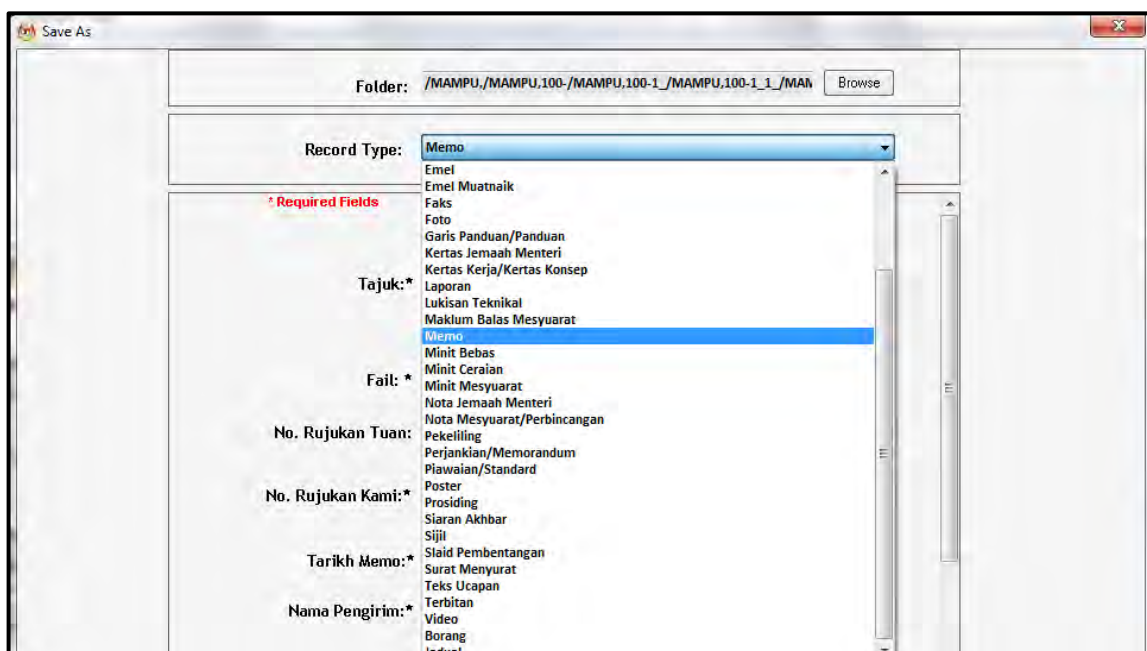 Save As
Folder: /MAMPU,/MAMPU,100-/MAMPU,100-1_/MAMPU,100-1_1_/MAM Browse
Record Type: Memo
Emel
Emel Muatnaik
* Required Fields
Faks
Foto
Garis Panduan/Panduan
Kertas Jemaah Menteri
Kertas Kerja/Kertas Konsep
Tajuk:*
Laporan
Lukisan Teknikal
Maklum Balas Mesyuarat
Memo
Minit Bebas
Minit Ceraian
Fail: *
Minit Mesyuarat
Nota Jemaah Menteri
Nota Mesyuarat/Perbincangan
No. Rujukan Tuan:
Pekeliling
Perjankian/Memorandum
Piawaian/Standard
Poster
No. Rujukan Kami:*
Prosiding
Siaran Akhbar
Sijil
Slaid Pembentangan
Tarikh Memo:*
Surat Menyurat
Teks Ucapan
Terbitan
Nama Pengirim:*
Video
Borang
Jadual